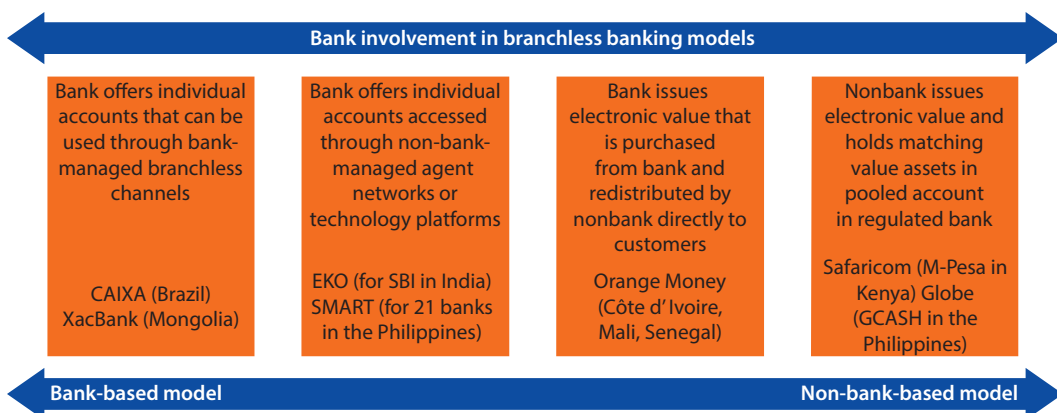 Bank involvement in branchless banking models
Bank offers individual
accounts that can be
used through bank-
managed branchless
channels
CAIXA (Brazil)
XacBank (Mongolia)
Bank offers individual
accounts accessed
through non-bank-
managed agent
networks or
technology platforms
EKO (for SBI in India)
SMART (for 21 banks
in the Philippines)
Bank issues
electronic value that
is purchased
from bank and
redistributed by
nonbank directly to
customers
Orange Money
(Côte d’ Ivoire,
Mali, Senegal)
Nonbank issues
electronic value and
holds matching
value assets in
pooled account
in regulated bank
Safaricom (M-Pesa in
Kenya) Globe
(GCASH in the
Philippines)
Bank-based model
Non-bank-based model